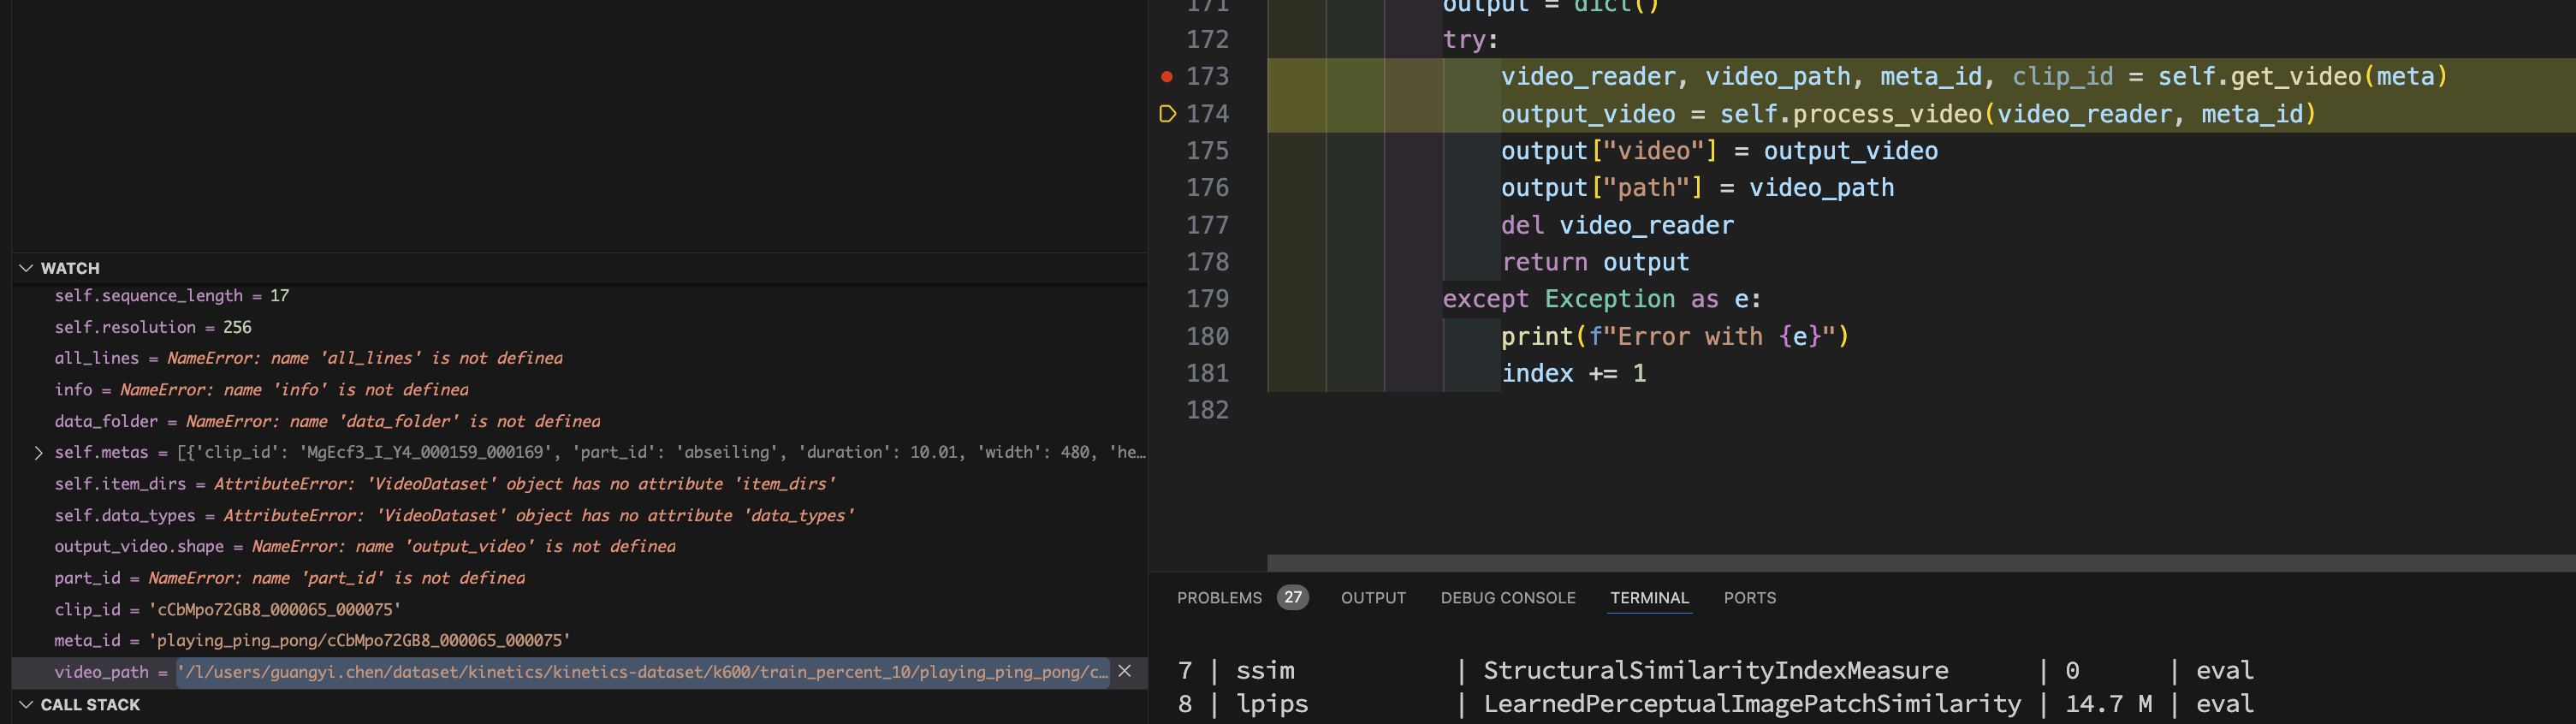 WATCH
self.sequence_length = 17
self.resolution = 256
all_lines = NameError: name 'all_lines' is not defined
info = NameError: name 'info' is not defined
data_folder = NameError: name 'data_folder' is not defined
self.metas = [{'clip_id': 'MgEcf3_I_Y4_000159_000169', 'part_id': 'abseiling', 'duration': 10.01, 'width': 480, 'he…
self.item_dirs = AttributeError: 'VideoDataset' object has no attribute 'item_dirs'
self.data_types = AttributeError: 'VideoDataset' object has no attribute 'data_types'
output_video.shape = NameError: name 'output_video' is not defined
part_id = NameError: name 'part_id' is not defined
clip_id = 'cCbMpo72GB8_000065_000075'
meta_id = 'playing_ping_pong/cCbMpo72GB8_000065_000075'
video_path = '/l/users/guangyi.chen/dataset/kinetics/kinetics-dataset/k600/train_percent_10/playing_ping_pong/c…
CALL STACK
171 output = dict()
172 try:
173 video_reader, video_path, meta_id, clip_id = self.get_video(meta)
174 output_video = self.process_video(video_reader, meta_id)
175 output["video"] = output_video
176 output["path"] = video_path
177 del video_reader
178 return output
179 except Exception as e:
180 print(f"Error with {e}")
181 index += 1
182
PROBLEMS 27 OUTPUT DEBUG CONSOLE TERMINAL PORTS
7 | ssim | StructuralSimilarityIndexMeasure | 0 | eval
8 | lpips | LearnedPerceptualImagePatchSimilarity | 14.7 M | eval